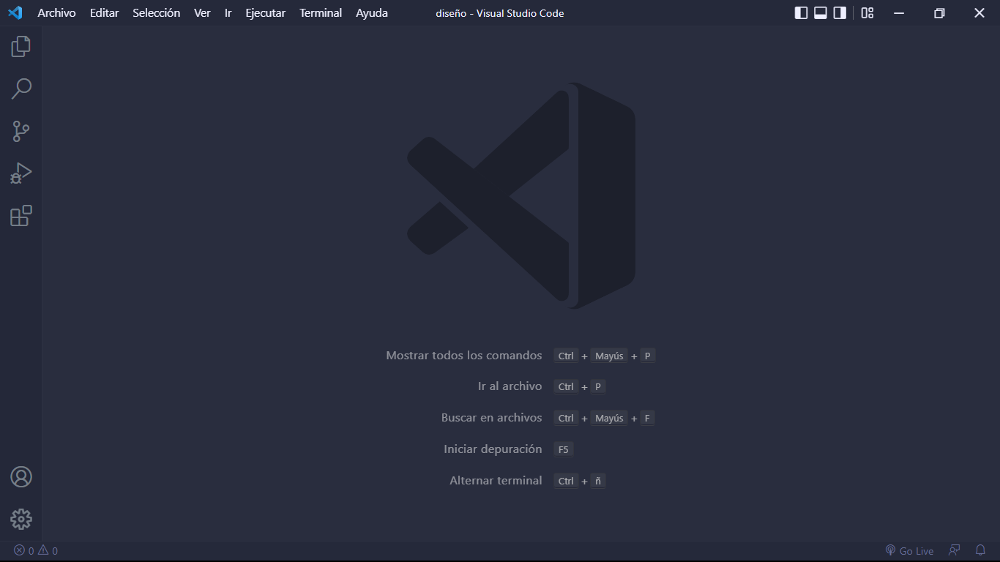 Archivo Editar Selección Ver Ir Ejecutar Terminal Ayuda diseño - Visual Studio Code
Mostrar todos los comandos Ctrl + Mayús + P
Ir al archivo Ctrl + P
Buscar en archivos Ctrl + Mayús + F
Iniciar depuración F5
Alternar terminal Ctrl + ñ
0 0 Go Live